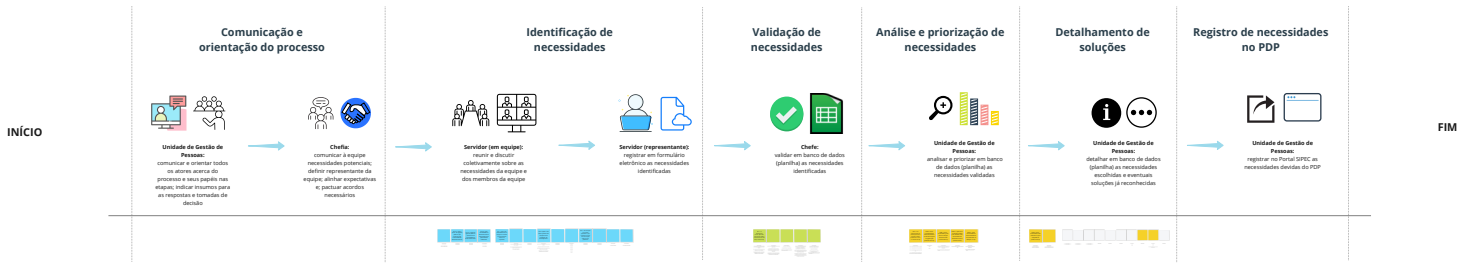 INÍCIO
Comunicação e
orientação do processo
Unidade de Gestão de
Pessoas:
comunicar e orientar todos
os atores acerca do
processo e seus papéis nas
etapas; indicar insumos para
as respostas e tomadas de
decisão
Chefia:
comunicar à equipe
necessidades potenciais;
definir representante da
equipe; alinhar expectativas
e; pactuar acordos
necessários
Identificação de
necessidades
Servidor (em equipe):
reunir e discutir
coletivamente sobre as
necessidades da equipe e
dos membros da equipe
Servidor (representante):
registrar em formulário
eletrônico as necessidades
identificadas
Validação de
necessidades
Chefe:
validar em banco de dados
(planilha) as necessidades
identificadas
Análise e priorização de
necessidades
Unidade de Gestão de
Pessoas:
analisar e priorizar em banco
de dados (planilha) as
necessidades validadas
Detalhamento de
soluções
Unidade de Gestão de
Pessoas:
detalhar em banco de dados
(planilha) as necessidades
escolhidas e eventuais
soluções já reconhecidas
Registro de necessidades
no PDP
Unidade de Gestão de
Pessoas:
registrar no Portal SIPEC as
necessidades devidas do PDP
FIM